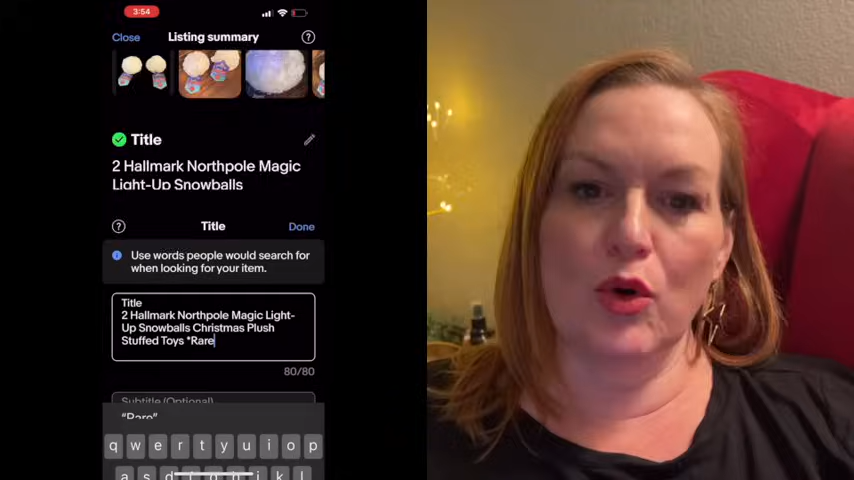 3:54
Close
Listing summary
?
Title
2 Hallmark Northpole Magic
Light-Up Snowballs
?
Title
Done
i
Use words people would search for
when looking for your item.
Title
2 Hallmark Northpole Magic Light-
Up Snowballs Christmas Plush
Stuffed Toys *Rare
80/80
Subtitle (Optional)
“Rare”
q w e r t y u i o p
a s d f g h j k l